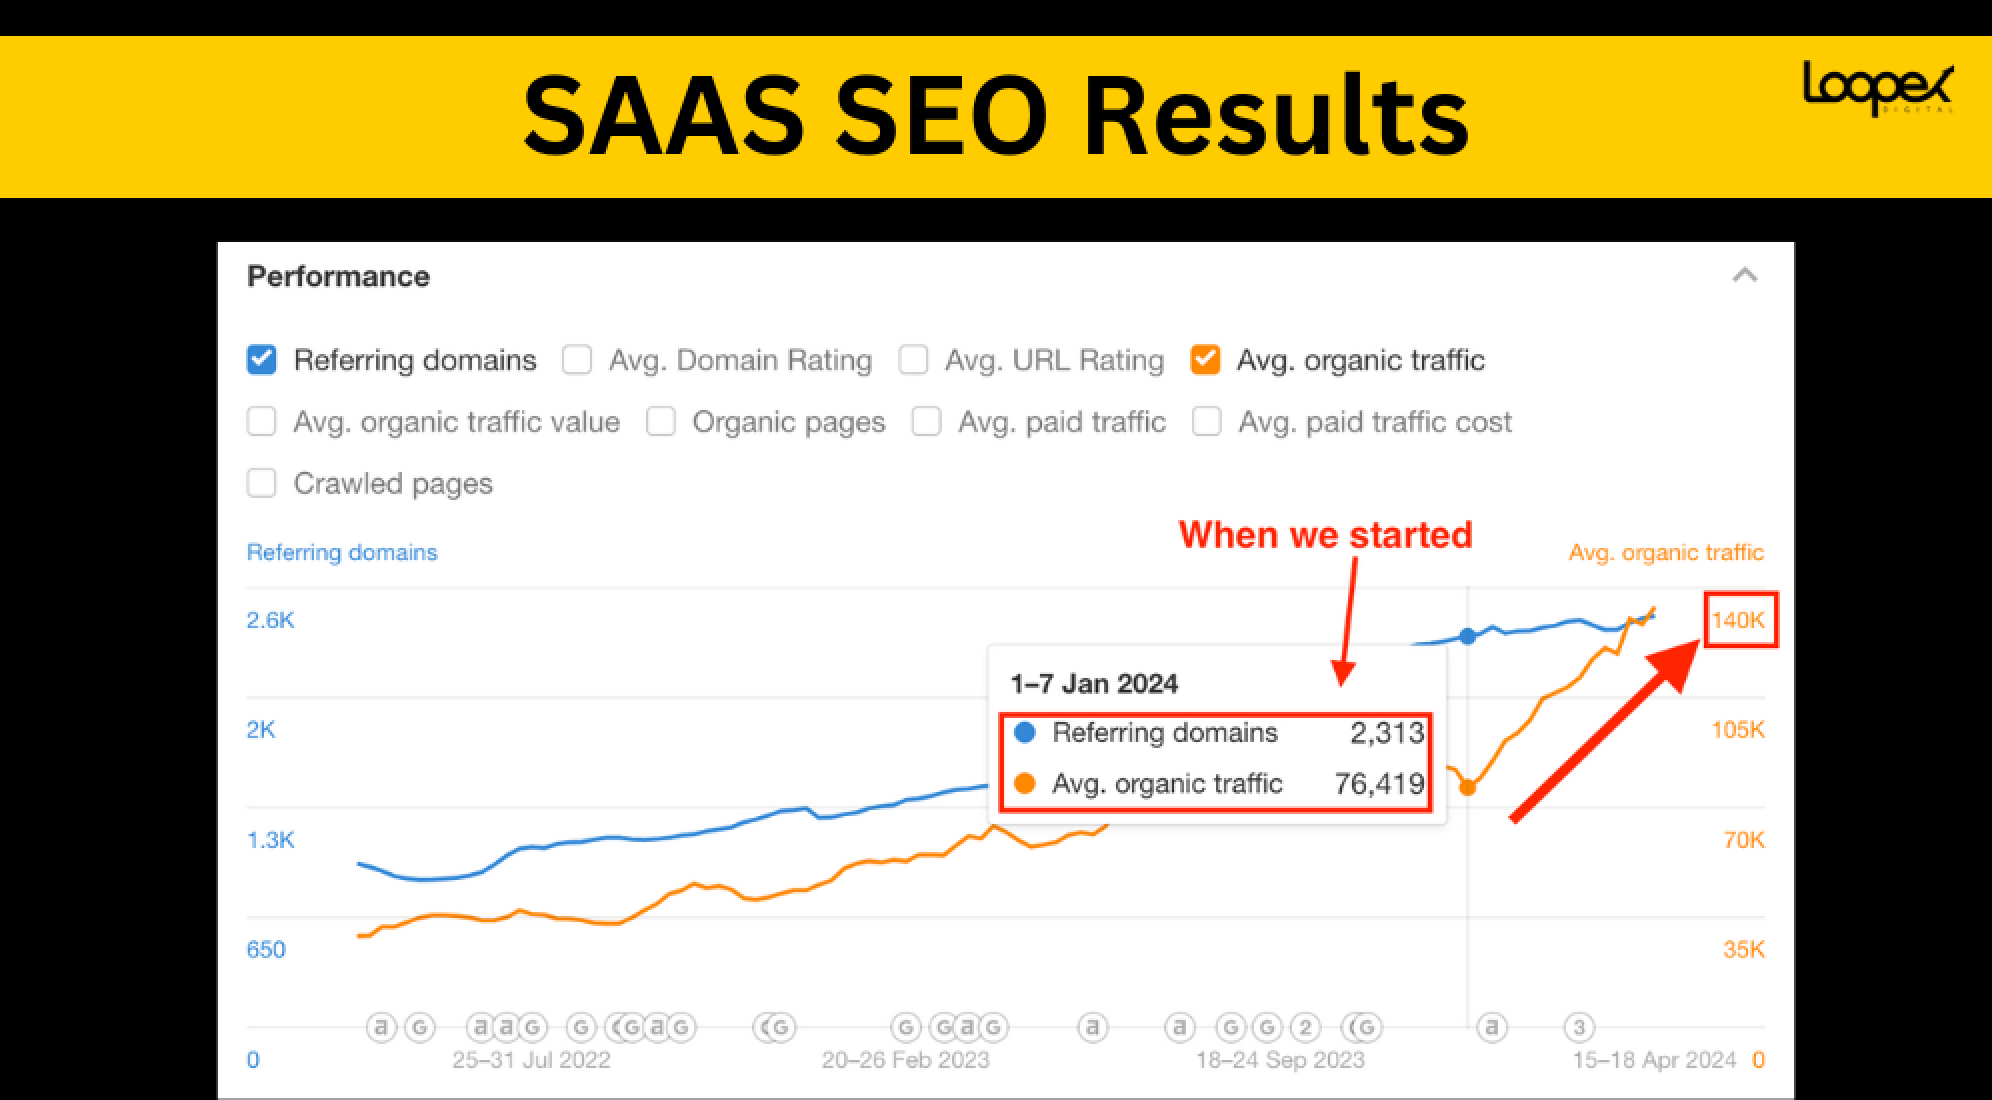 SAAS SEO Results
Loopex
DIGITAL
Performance
Referring domains Avg. Domain Rating Avg. URL Rating Avg. organic traffic
Avg. organic traffic value Organic pages Avg. paid traffic Avg. paid traffic cost
Crawled pages
When we started
Referring domains Avg. organic traffic
2.6K 140K
1–7 Jan 2024
2K Referring domains 2,313 105K
Avg. organic traffic 76,419
1.3K 70K
650 35K
a G a a G G G a G G G G a G a a G G 2 G a 3
0 25–31 Jul 2022 20–26 Feb 2023 18–24 Sep 2023 15–18 Apr 2024 0